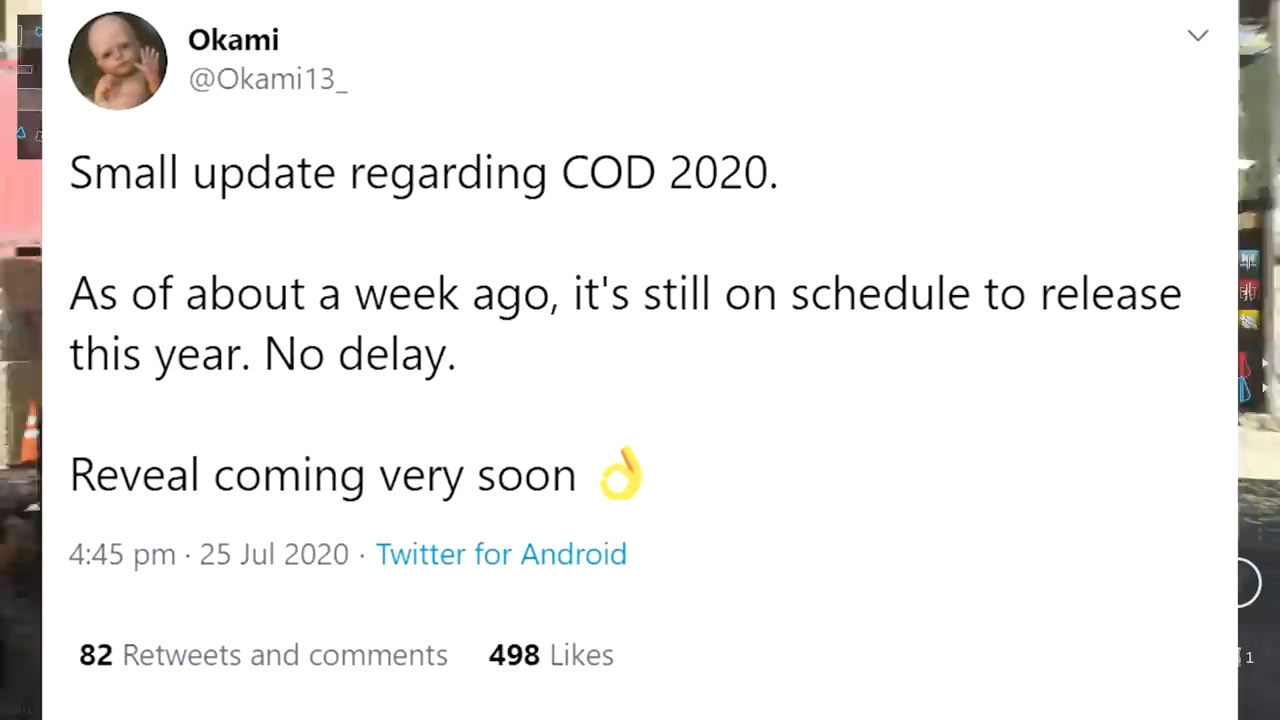 Okami
@Okami13_
Small update regarding COD 2020.
As of about a week ago, it's still on schedule to release
this year. No delay.
Reveal coming very soon 👌
4:45 pm · 25 Jul 2020 · Twitter for Android
82 Retweets and comments 498 Likes
1